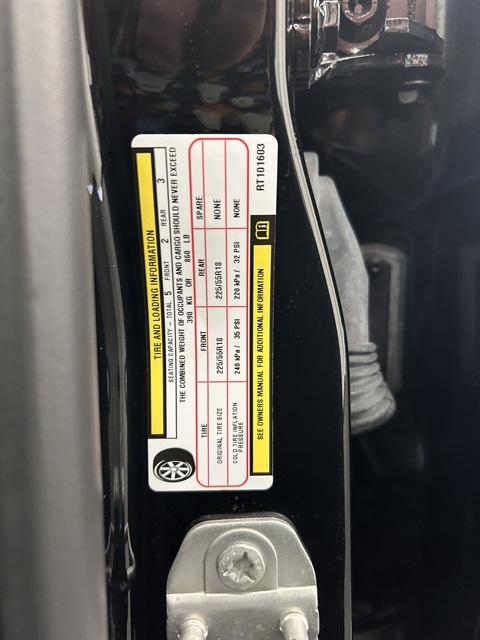 TIRE AND LOADING INFORMATION
SEATING CAPACITY - TOTAL 5 FRONT 2 REAR 3
THE COMBINED WEIGHT OF OCCUPANTS AND CARGO SHOULD NEVER EXCEED
390 KG OR 860 LB
TIRE FRONT REAR SPARE
ORIGINAL TIRE SIZE 225/55R18 225/55R18 NONE
COLD TIRE INFLATION PRESSURE 240 kPa / 35 PSI 220 kPa / 32 PSI NONE
SEE OWNERS MANUAL FOR ADDITIONAL INFORMATION
RT101603